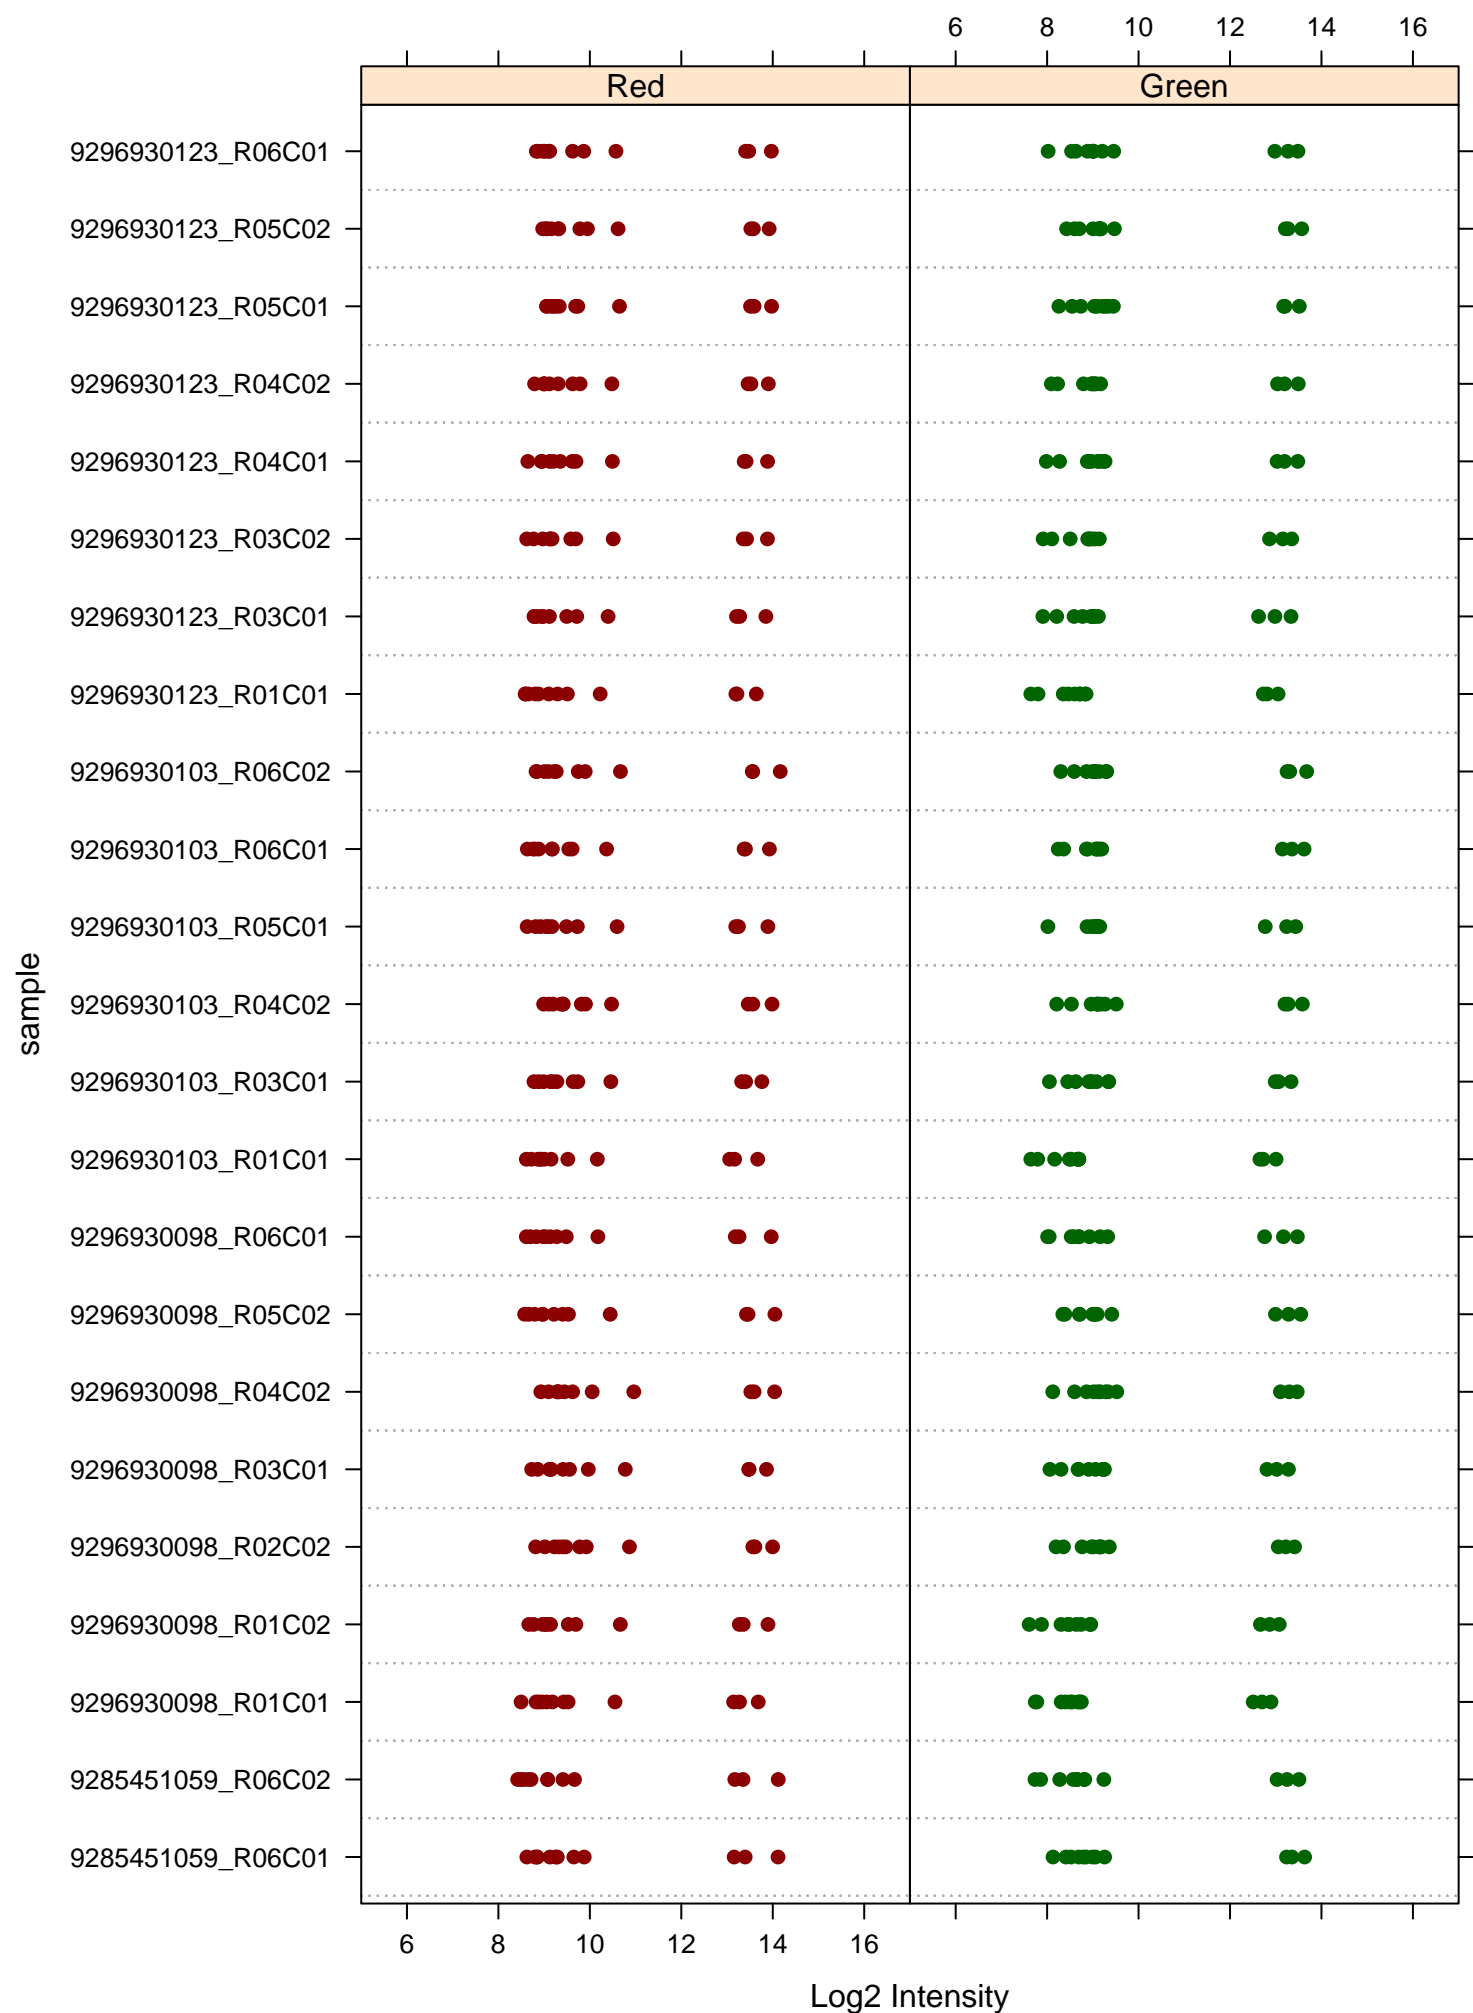 6 8 10 12 14 16
Red Green
9296930123_R06C01
9296930123_R05C02
9296930123_R05C01
9296930123_R04C02
9296930123_R04C01
9296930123_R03C02
9296930123_R03C01
9296930123_R01C01
9296930103_R06C02
9296930103_R06C01
9296930103_R05C01
9296930103_R04C02
9296930103_R03C01
9296930103_R01C01
9296930098_R06C01
9296930098_R05C02
9296930098_R04C02
9296930098_R03C01
9296930098_R02C02
9296930098_R01C02
9296930098_R01C01
9285451059_R06C02
9285451059_R06C01
sample
6 8 10 12 14 16
Log2 Intensity